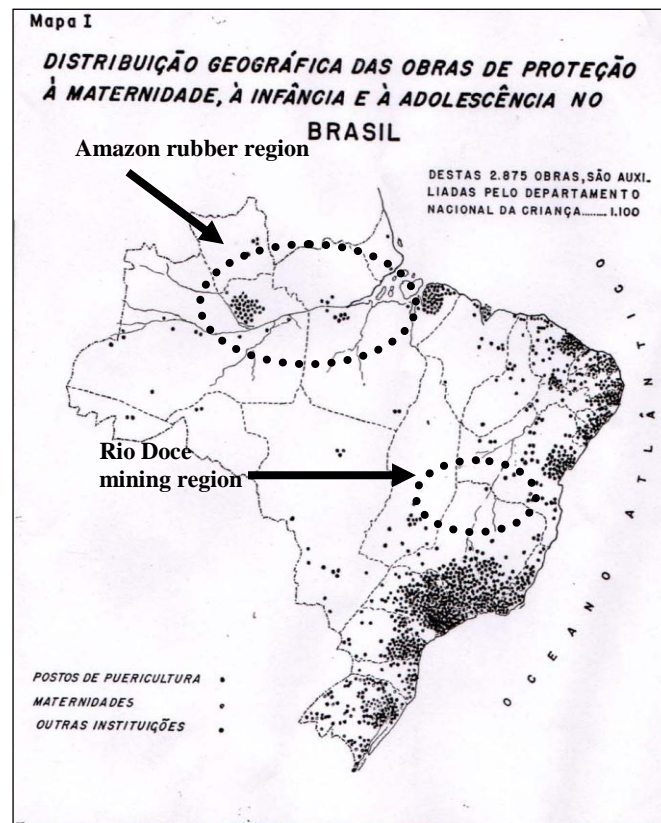 Mapa I
DISTRIBUIÇÃO GEOGRÁFICA DAS OBRAS DE PROTEÇÃO
À MATERNIDADE, À INFÂNCIA E À ADOLESCÊNCIA NO
BRASIL
Amazon rubber region
DESTAS 2.875 OBRAS, SÃO AUXI-
LIADAS PELO DEPARTAMENTO
NACIONAL DA CRIANÇA........ 1.100
Rio Doce
mining region
OCEANO ATLÂNTICO
POSTOS DE PUERICULTURA
MATERNIDADES
OUTRAS INSTITUIÇÕES